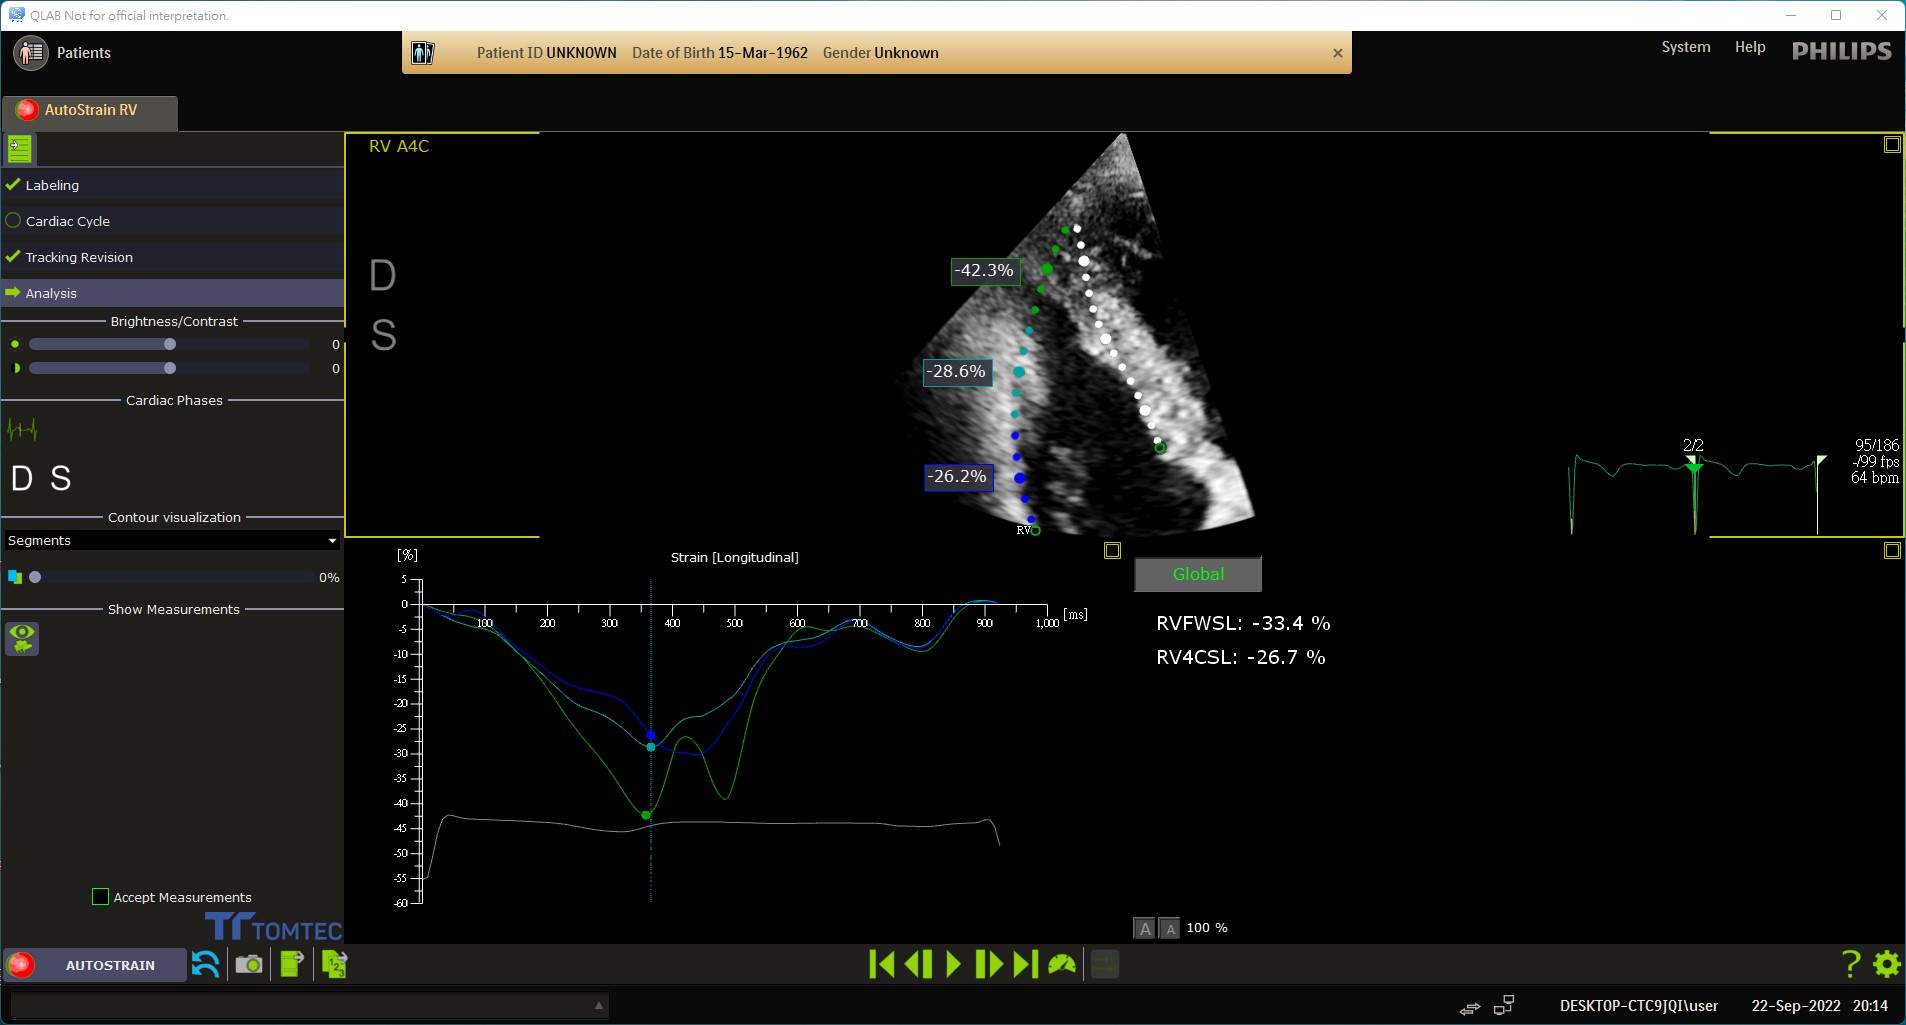 QLAB Not for official interpretation.
Patients
Patient ID UNKNOWN Date of Birth 15-Mar-1962 Gender Unknown
System Help PHILIPS
AutoStrain RV
Labeling
Cardiac Cycle
Tracking Revision
Analysis
Brightness/Contrast
0
0
Cardiac Phases
D S
Contour visualization
Segments
0%
Show Measurements
Accept Measurements
TOMTEC
RV A4C
D
S
-42.3%
-28.6%
-26.2%
RV
2/2
95/186
-/99 fps
64 bpm
Strain [Longitudinal]
[%]
5
0
-5
-10
-15
-20
-25
-30
-35
-40
-45
-50
-55
-60
100 200 300 400 500 600 700 800 900 1,000 [ms]
Global
RVFWSL: -33.4 %
RV4CSL: -26.7 %
A A 100 %
AUTOSTRAIN
1 2 3
?
DESKTOP-CTC9JQI\user 22-Sep-2022 20:14